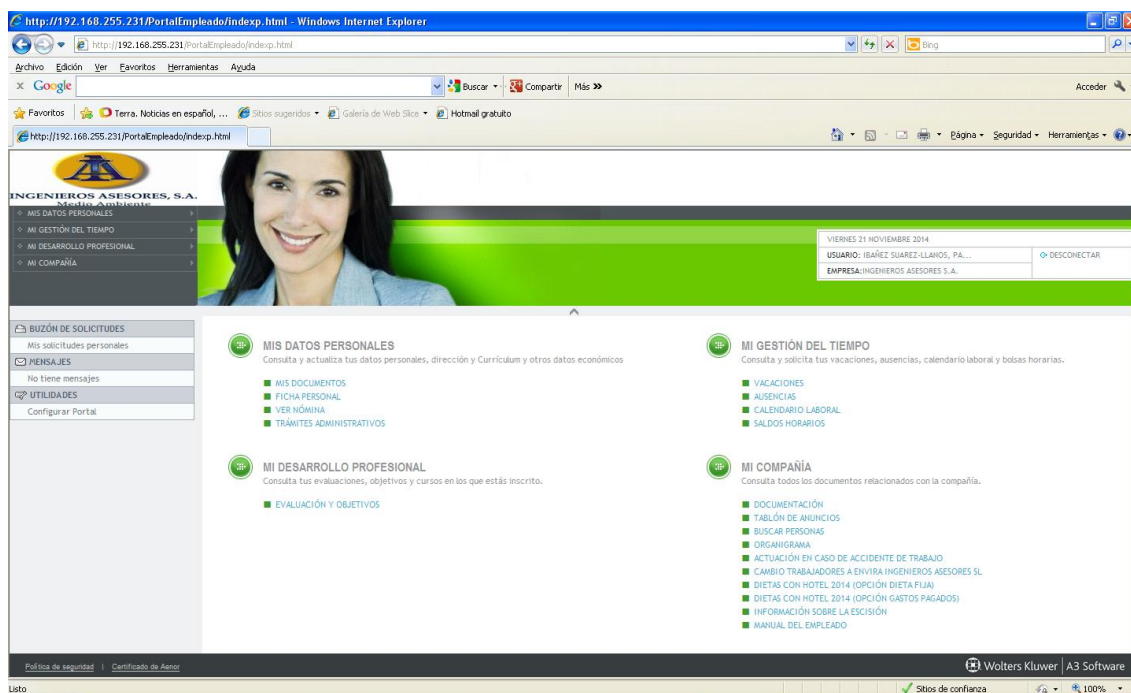 http://192.168.255.231/PortalEmpleado/indexp.html - Windows Internet Explorer
http://192.168.255.231/PortalEmpleado/indexp.html
Bing
Archivo Edición Ver Favoritos Herramientas Ayuda
x Google Buscar Compartir Más >> Acceder
Favoritos Terra. Noticias en español, ... Sitios sugeridos Galería de Web Slice Hotmail gratuito
http://192.168.255.231/PortalEmpleado/indexp.html
Página Seguridad Herramientas
INGENIEROS ASESORES, S.A.
Medio Ambiente
MIS DATOS PERSONALES
MI GESTIÓN DEL TIEMPO
MI DESARROLLO PROFESIONAL
MI COMPAÑÍA
VIERNES 21 NOVIEMBRE 2014
USUARIO: IBAÑEZ SUAREZ-LLANOS, PA...
DESCONECTAR
EMPRESA:INGENIEROS ASESORES S.A.
BUZÓN DE SOLICITUDES
Mis solicitudes personales
MENSAJES
No tiene mensajes
UTILIDADES
Configurar Portal
MIS DATOS PERSONALES
Consulta y actualiza tus datos personales, dirección y Currículum y otros datos económicos
MIS DOCUMENTOS
FICHA PERSONAL
VER NÓMINA
TRÁMITES ADMINISTRATIVOS
MI GESTIÓN DEL TIEMPO
Consulta y solicita tus vacaciones, ausencias, calendario laboral y bolsas horarias.
VACACIONES
AUSENCIAS
CALENDARIO LABORAL
SALDOS HORARIOS
MI DESARROLLO PROFESIONAL
Consulta tus evaluaciones, objetivos y cursos en los que estás inscrito.
EVALUACIÓN Y OBJETIVOS
MI COMPAÑÍA
Consulta todos los documentos relacionados con la compañía.
DOCUMENTACIÓN
TABLÓN DE ANUNCIOS
BUSCAR PERSONAS
ORGANIGRAMA
ACTUACIÓN EN CASO DE ACCIDENTE DE TRABAJO
CAMBIO TRABAJADORES A ENVIRA INGENIEROS ASESORES SL
DIETAS CON HOTEL 2014 (OPCIÓN DIETA FIJA)
DIETAS CON HOTEL 2014 (OPCIÓN GASTOS PAGADOS)
INFORMACIÓN SOBRE LA ESCISIÓN
MANUAL DEL EMPLEADO
Política de seguridad | Certificado de Aenor
Wolters Kluwer | A3 Software
Listo
Sitios de confianza
100%